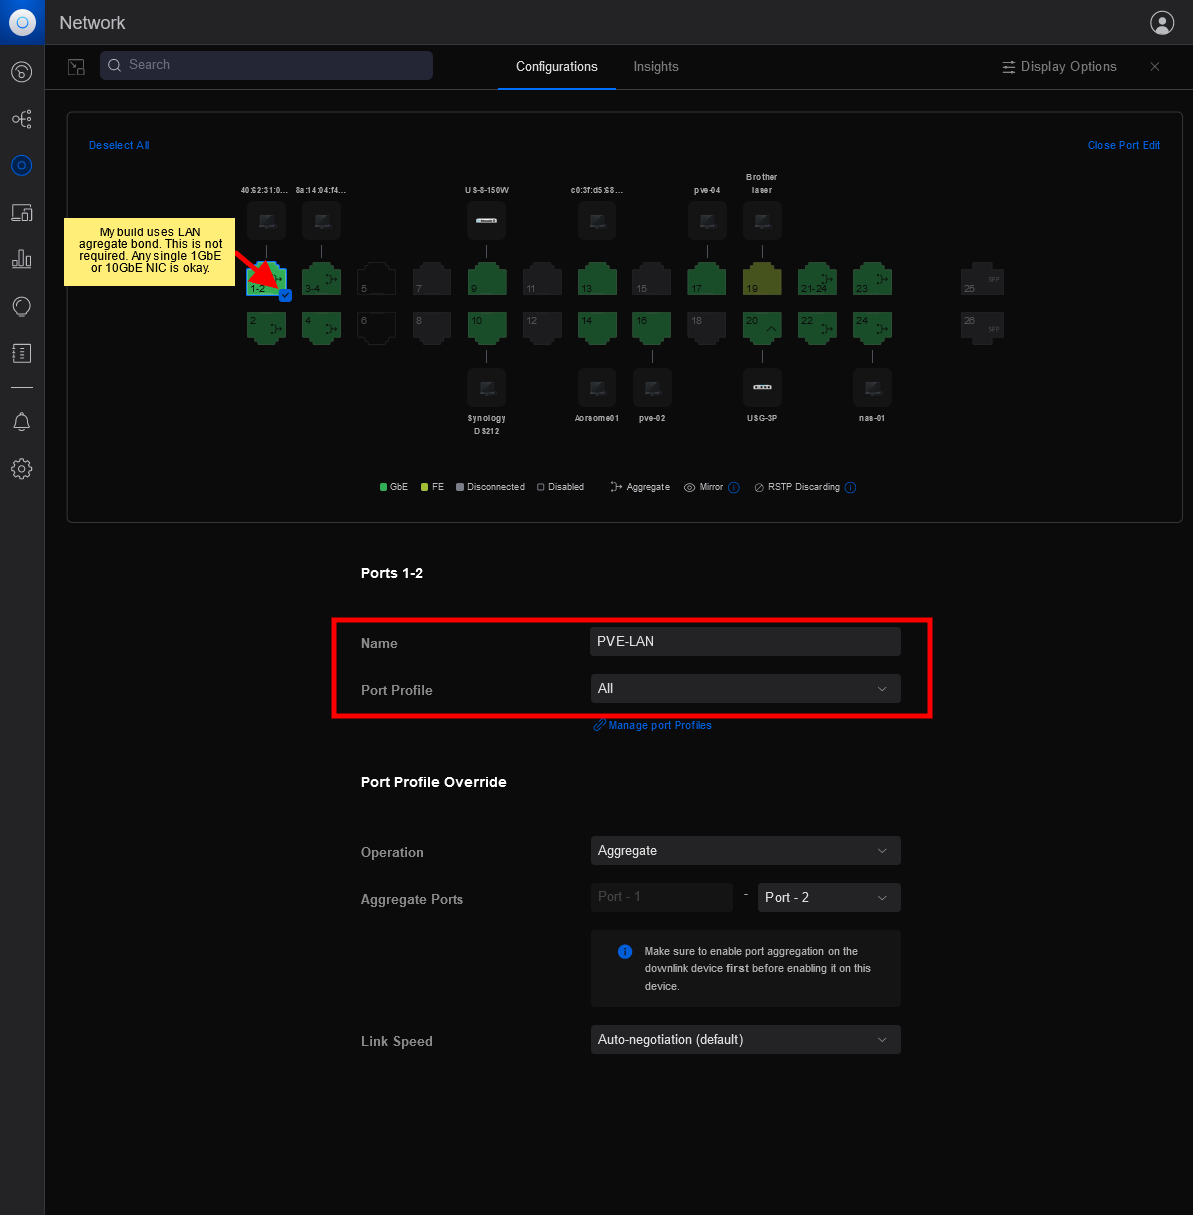 Network
Search
Configurations
Insights
Display Options
Deselect All
Close Port Edit
40:62:31:0...
8a:14:04:f4...
US-8-150W
c0:3f:d5:68...
pve-04
Brother
laser
My build uses LAN
agregate bond. This is not
required. Any single 1GbE
or 10GbE NIC is okay.
1-2
3-4
5
7
9
11
13
15
17
19
21-24
23
25
SFP
2
4
6
8
10
12
14
16
18
20
22
24
26
SFP
Synology
DS212
Aorsome01
pve-02
USG-3P
nas-01
GbE
FE
Disconnected
Disabled
Aggregate
Mirror
RSTP Discarding
Ports 1-2
Name
PVE-LAN
Port Profile
All
Manage port Profiles
Port Profile Override
Operation
Aggregate
Aggregate Ports
Port - 1
-
Port - 2
Make sure to enable port aggregation on the
downlink device first before enabling it on this
device.
Link Speed
Auto-negotiation (default)